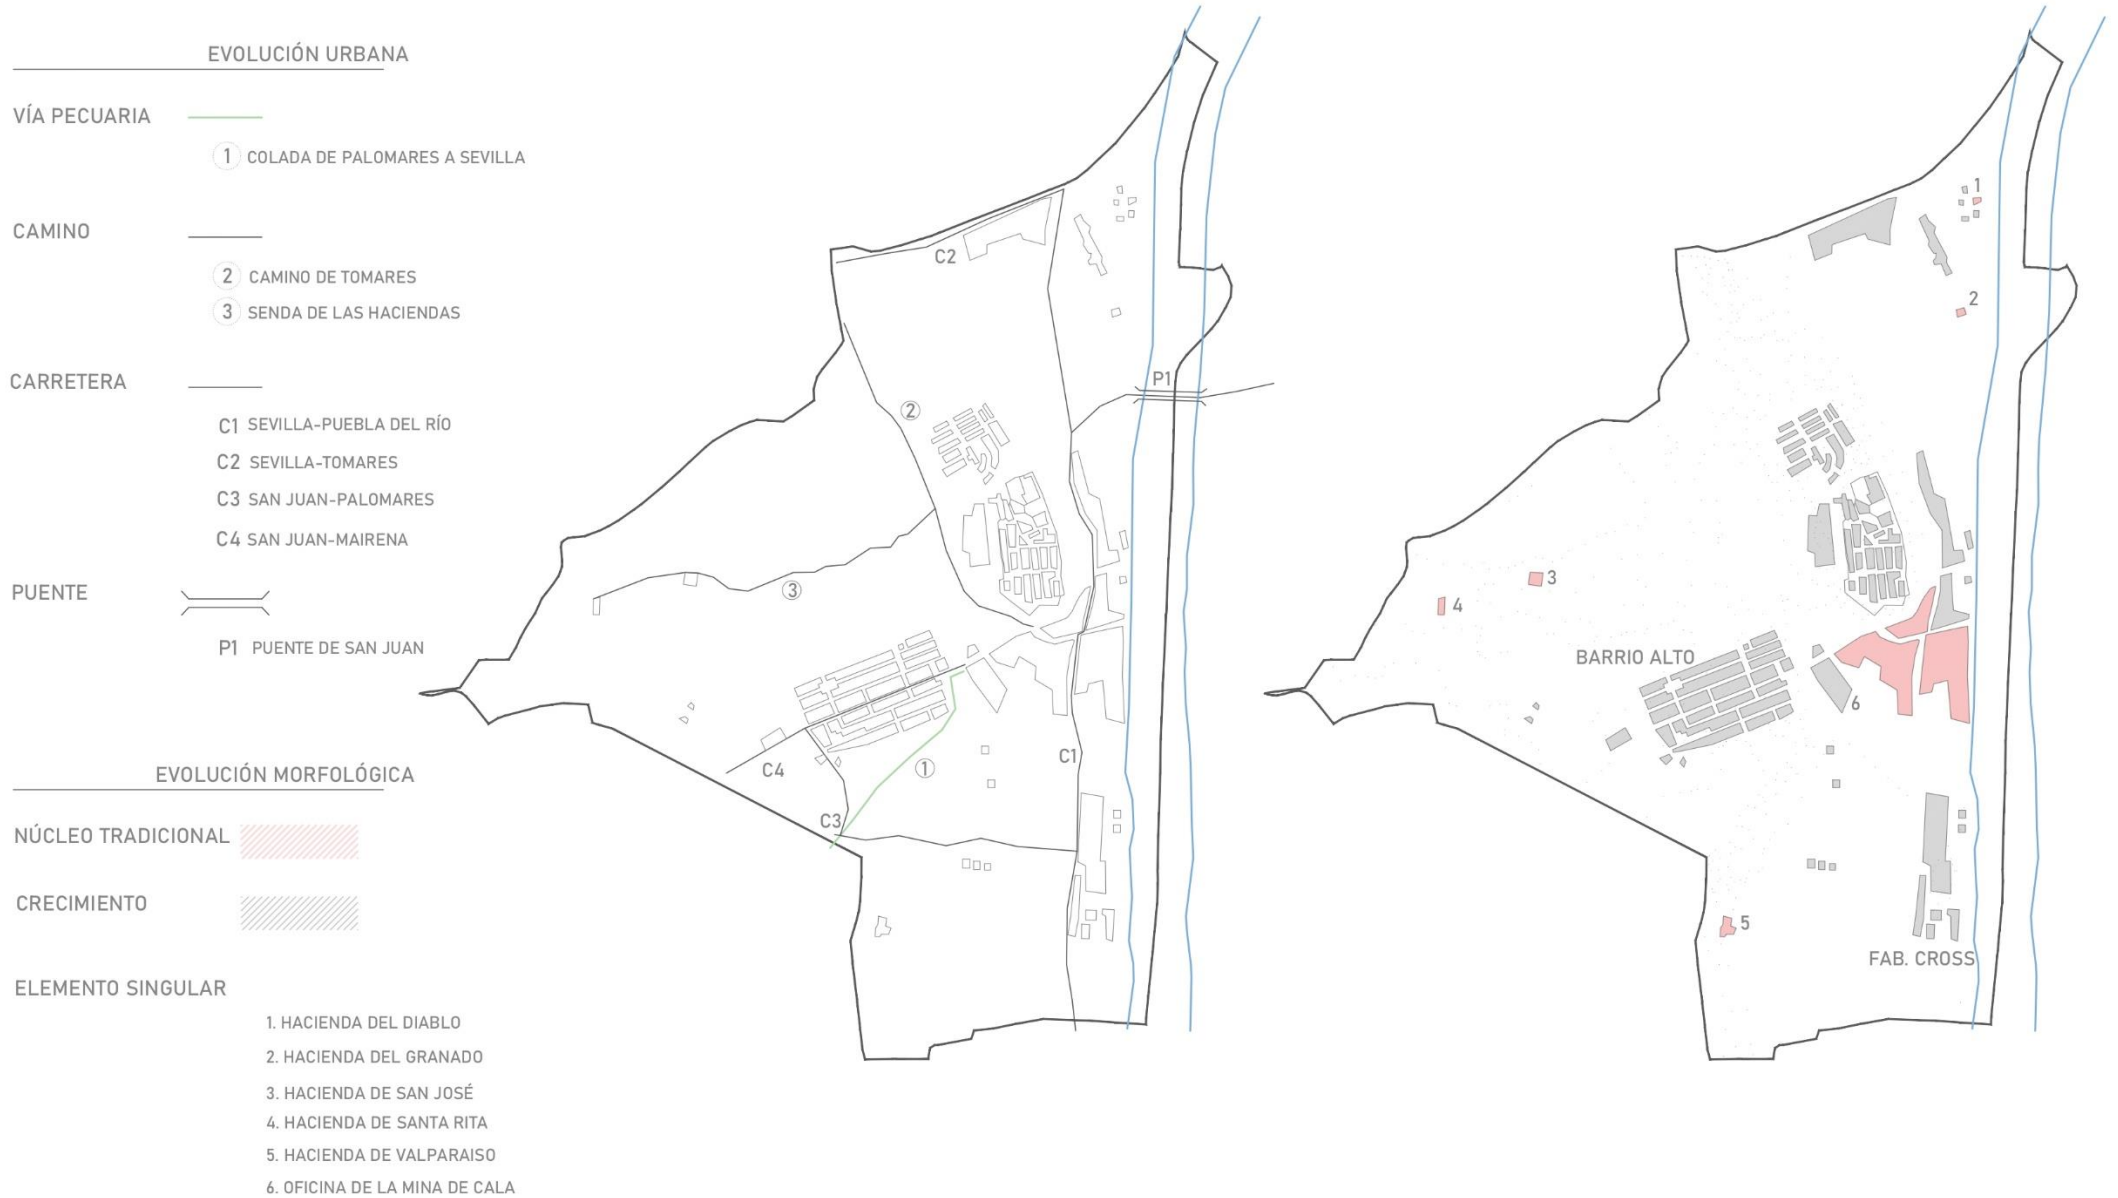 EVOLUCIÓN URBANA
VÍA PECUARIA
1 COLADA DE PALOMARES A SEVILLA
CAMINO
2 CAMINO DE TOMARES
3 SENDA DE LAS HACIENDAS
CARRETERA
C1 SEVILLA-PUEBLA DEL RÍO
C2 SEVILLA-TOMARES
C3 SAN JUAN-PALOMARES
C4 SAN JUAN-MAIRENA
PUENTE
P1 PUENTE DE SAN JUAN
EVOLUCIÓN MORFOLÓGICA
NÚCLEO TRADICIONAL
CRECIMIENTO
ELEMENTO SINGULAR
1. HACIENDA DEL DIABLO
2. HACIENDA DEL GRANADO
3. HACIENDA DE SAN JOSÉ
4. HACIENDA DE SANTA RITA
5. HACIENDA DE VALPARAISO
6. OFICINA DE LA MINA DE CALA
C2
P1
2
3
C4
1
C1
C3
1
2
3
4
BARRIO ALTO
6
5
FAB. CROSS